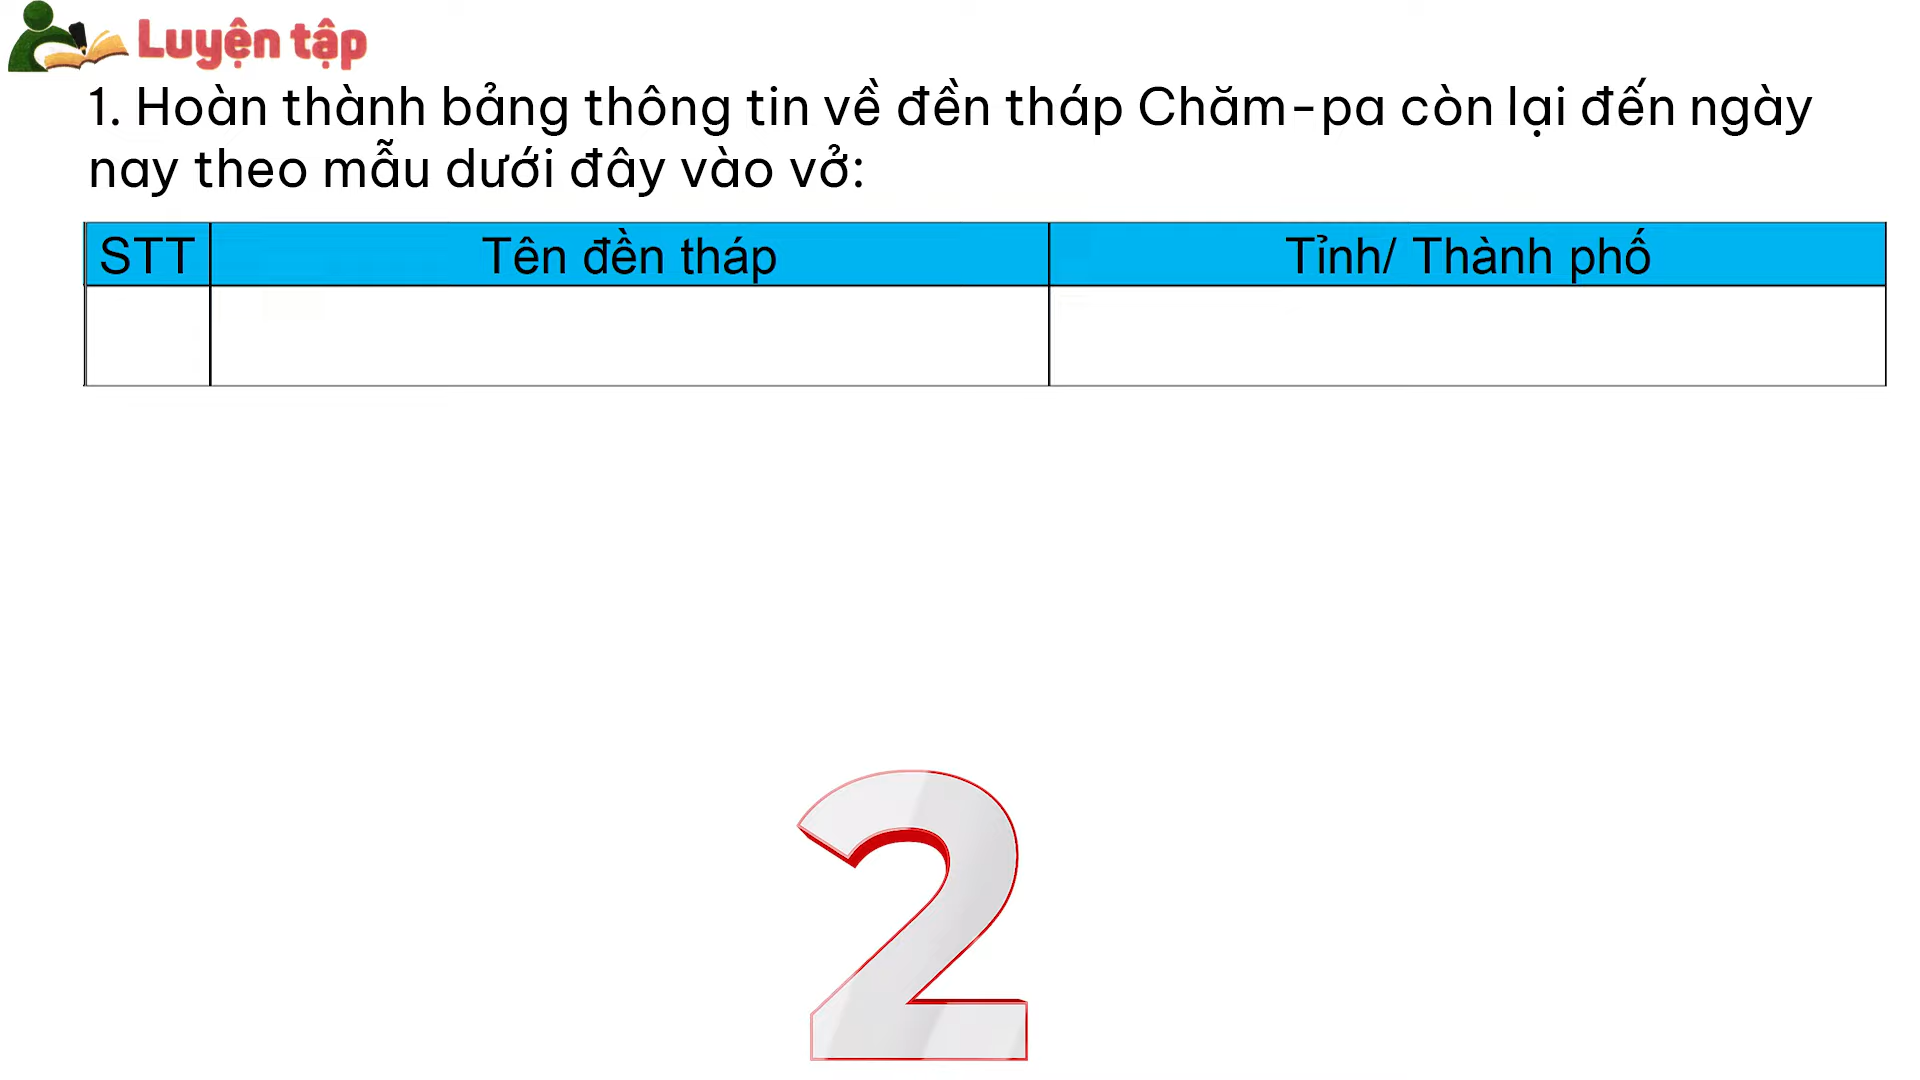 Luyện tập
1. Hoàn thành bảng thông tin về đền tháp Chăm-pa còn lại đến ngày
nay theo mẫu dưới đây vào vở:
STT Tên đền tháp Tỉnh/ Thành phố
2